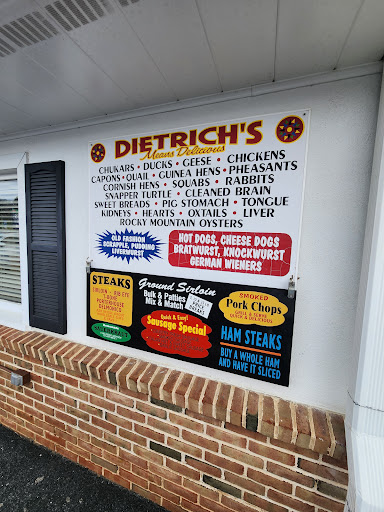 DIETRICH'S
Means Delicious
CHUKARS • DUCKS • GEESE • CHICKENS
CAPONS • QUAIL • GUINEA HENS • PHEASANTS
CORNISH HENS • SQUABS • RABBITS
SNAPPER TURTLE • CLEANED BRAIN
SWEET BREADS • PIG STOMACH • TONGUE
KIDNEYS • HEARTS • OXTAILS • LIVER
ROCKY MOUNTAIN OYSTERS
OLD FASHION
SCRAPPLE, PUDDING
LIVERWURST
HOT DOGS, CHEESE DOGS
BRATWURST, KNOCKWURST
GERMAN WIENERS
STEAKS
PORTERHOUSE
DELMONICO
Ground Sirloin
Bulk & Patties
Mix & Match
Quick & Easy!
Sausage Special
SMOKED
Pork Chops
HAM STEAKS
BUY A WHOLE HAM
AND HAVE IT SLICED